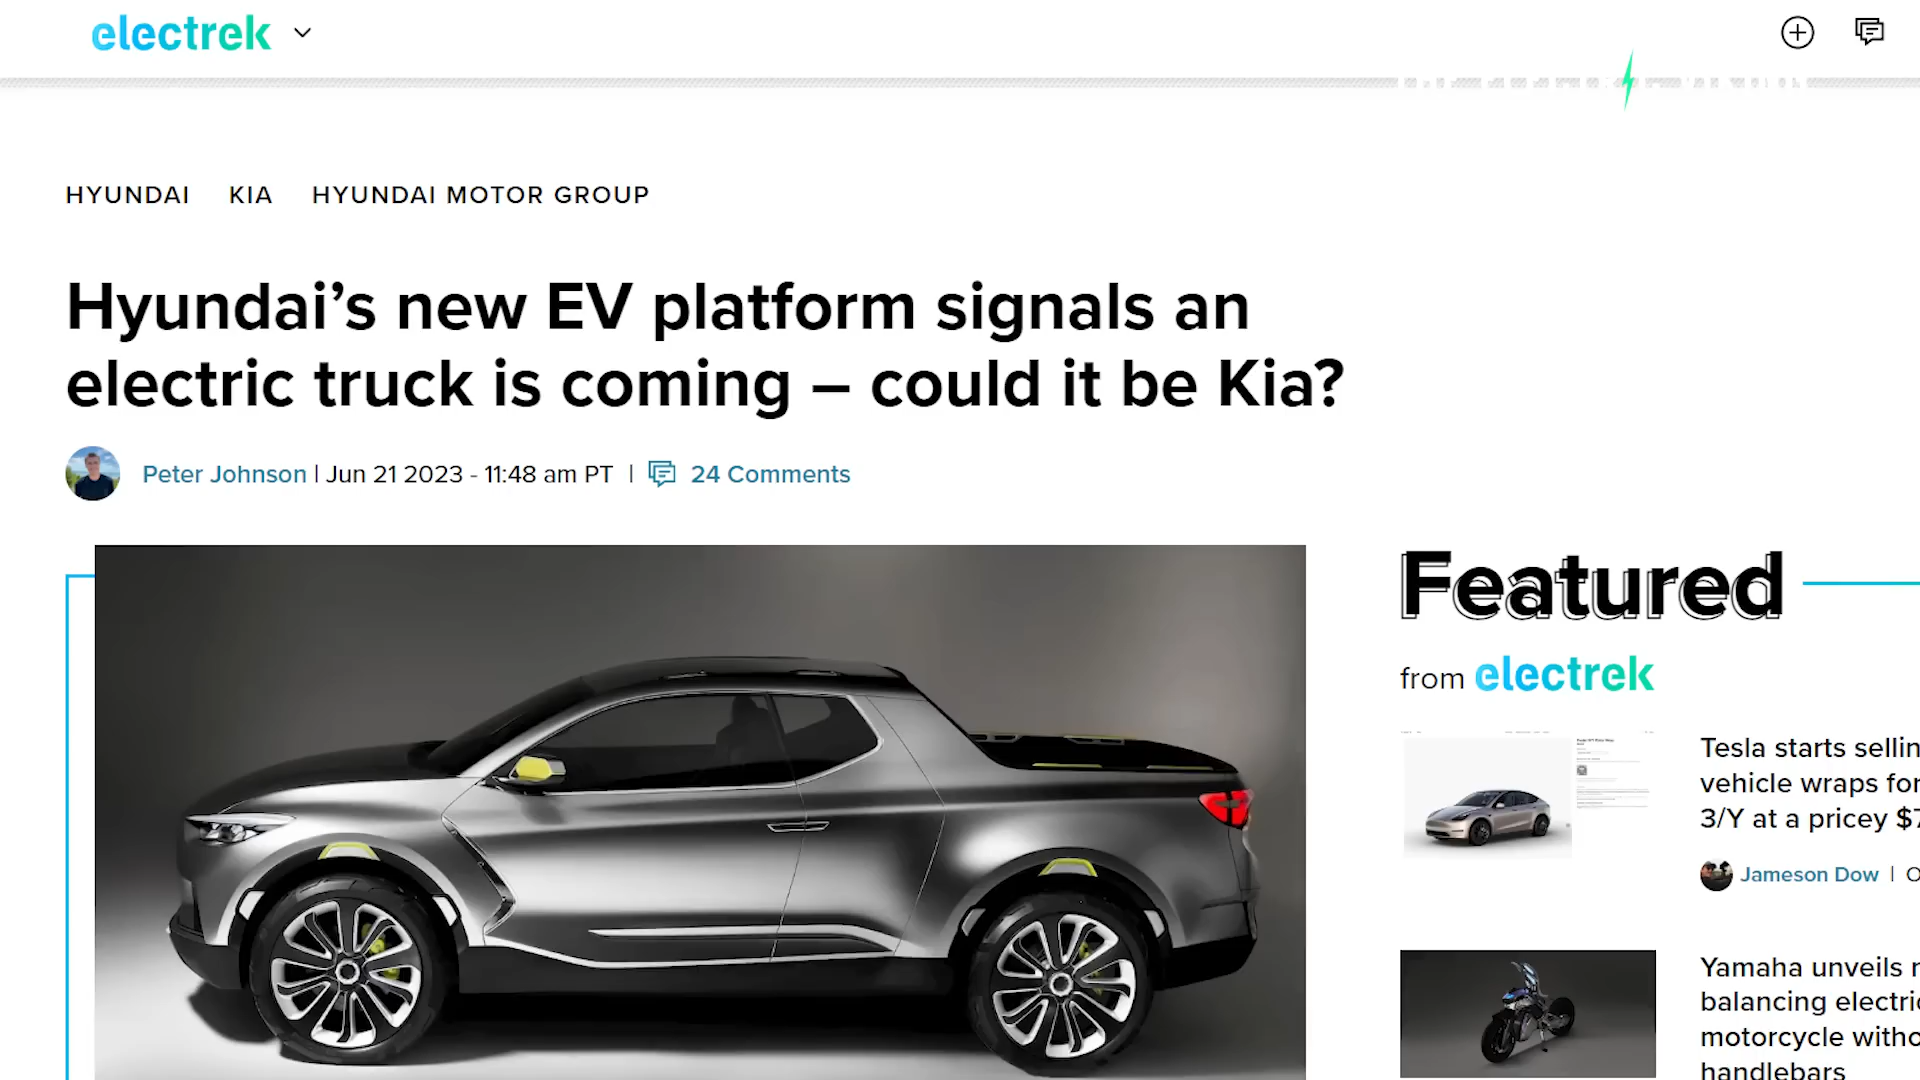 electrek
HYUNDAI KIA HYUNDAI MOTOR GROUP
Hyundai’s new EV platform signals an
electric truck is coming – could it be Kia?
Peter Johnson | Jun 21 2023 - 11:48 am PT | 24 Comments
Featured
from electrek
Tesla starts sellin
vehicle wraps for
3/Y at a pricey $7
Jameson Dow |
Yamaha unveils
balancing electric
motorcycle witho
handlebars